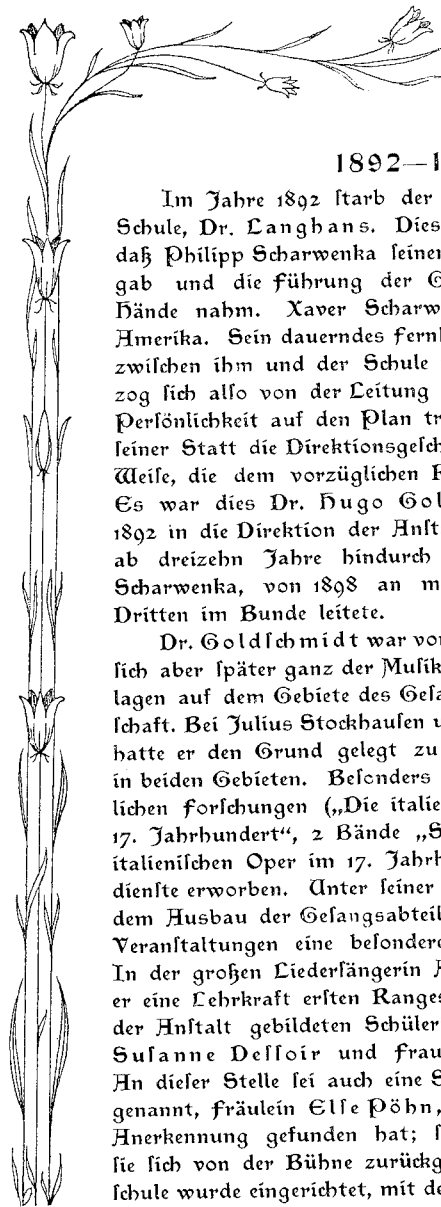 1892—1
Im Jahre 1892 starb der
Schule, Dr. Langhans. Dies
daß Philipp Scharwenka seinen
gab und die Führung der G
Hände nahm. Xaver Scharw
Amerika. Sein dauerndes Fernb
zwischen ihm und der Schule
zog sich also von der Leitung
Persönlichkeit auf den Plan tr
seiner Statt die Direktionsgesch
Weise, die dem vorzüglichen
Es war dies Dr. Hugo Gol
1892 in die Direktion der Anst
ab dreizehn Jahre hindurch
Scharwenka, von 1898 an m
Dritten im Bunde leitete.
Dr. Goldschmidt war vor
sich aber später ganz der Musik
lagen auf dem Gebiete des Gesa
schaft. Bei Julius Stockhausen u
hatte er den Grund gelegt zu
in beiden Gebieten. Besonders
lichen Forschungen („Die italie
17. Jahrhundert“, 2 Bände „S
italienischen Oper im 17. Jahrh
dienste erworben. Unter seiner
dem Ausbau der Gesangsabteil
Veranstaltungen eine besondere
In der großen Liedersängerin A
er eine Lehrkraft ersten Ranges
der Anstalt gebildeten Schüler
Susanne Dessoir und Frau
An dieser Stelle sei auch eine S
genannt, Fräulein Else Pöhn,
Anerkennung gefunden hat; s
sie sich von der Bühne zurückg
schule wurde eingerichtet, mit de